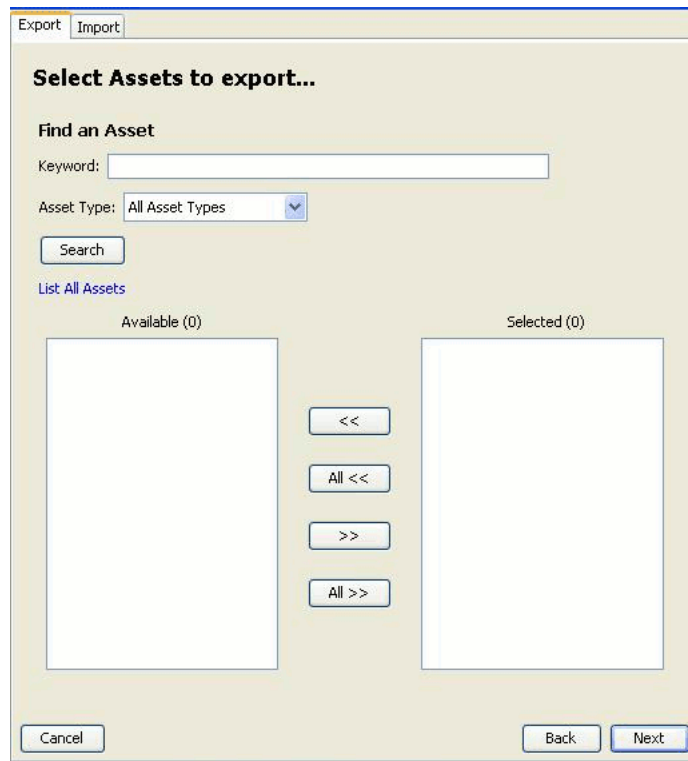 Export Import
Select Assets to export...
Find an Asset
Keyword:
Asset Type: All Asset Types
Search
List All Assets
Available (0) Selected (0)
<<
All <<
>>
All >>
Cancel Back Next